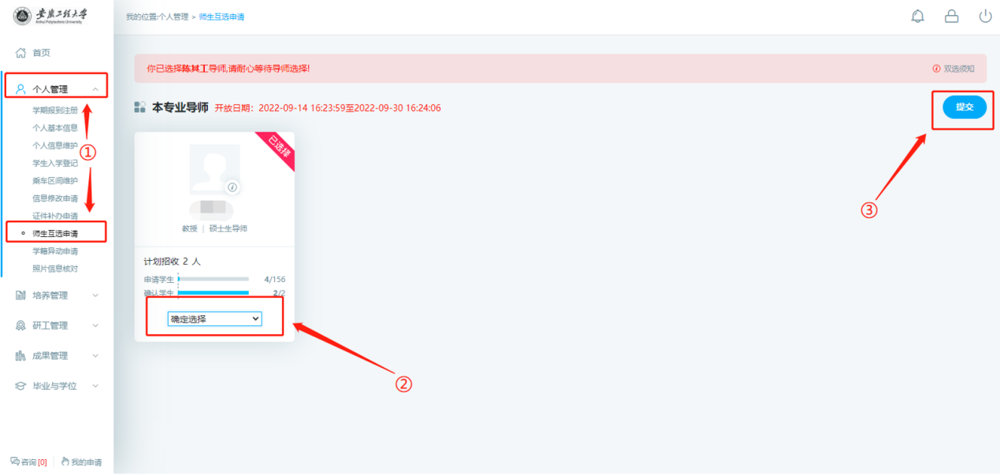 安徽工程大学
Anhui Polytechnic University
我的位置:个人管理 > 师生互选申请
首页
个人管理
学期报到注册
个人基本信息
个人信息维护
①
学生入学登记
乘车区间维护
信息修改申请
证件补办申请
师生互选申请
学籍异动申请
照片信息核对
培养管理
研工管理
成果管理
毕业与学位
咨询[0]
我的申请
你已选择陈其工导师,请耐心等待导师选择!
双选须知
本专业导师 开放日期：2022-09-14 16:23:59至2022-09-30 16:24:06
提交
③
已选择
教授 | 硕士生导师
计划招收 2 人
申请学生 4/156
确认学生 2/2
确定选择
②